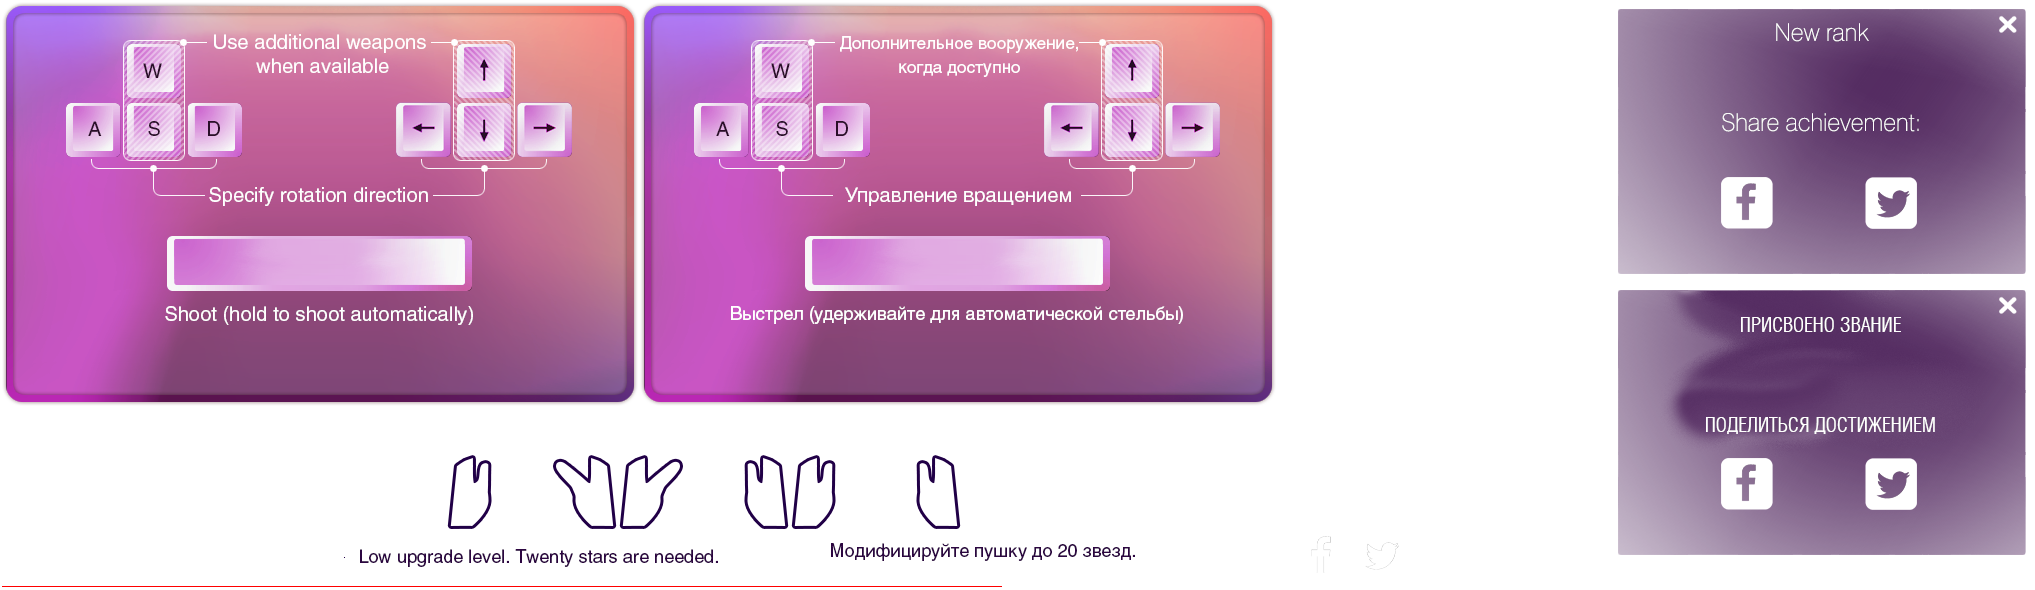 Use additional weapons
when available
W
A
S
D
Specify rotation direction
Shoot (hold to shoot automatically)
Дополнительное вооружение,
когда доступно
W
A
S
D
Управление вращением
Выстрел (удерживайте для автоматической стельбы)
New rank
Share achievement:
ПРИСВОЕНО ЗВАНИЕ
ПОДЕЛИТЬСЯ ДОСТИЖЕНИЕМ
Low upgrade level. Twenty stars are needed.
Модифицируйте пушку до 20 звезд.